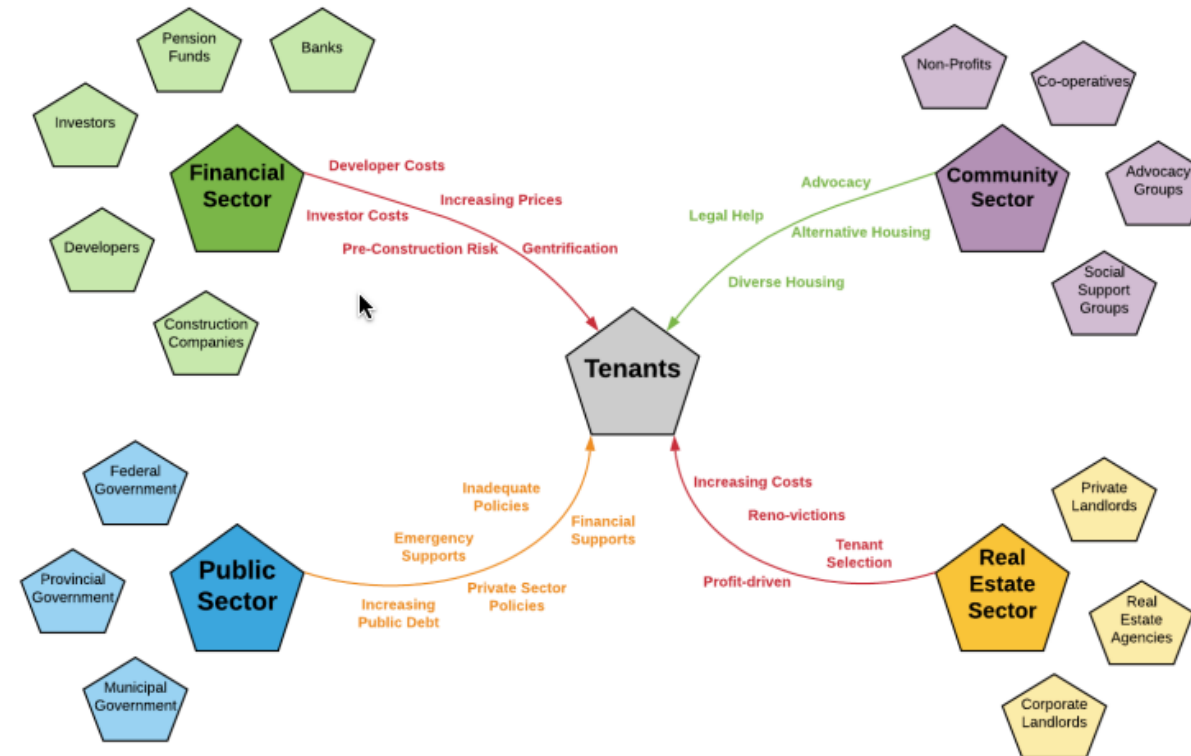 Pension
Funds
Banks
Investors
Financial
Sector
Developers
Construction
Companies
Developer Costs
Increasing Prices
Investor Costs
Pre-Construction Risk
Gentrification
Non-Profits
Co-operatives
Community
Sector
Advocacy
Groups
Social
Support
Groups
Advocacy
Legal Help
Alternative Housing
Diverse Housing
Tenants
Federal
Government
Provincial
Government
Public
Sector
Municipal
Government
Inadequate
Policies
Emergency
Supports
Financial
Supports
Private Sector
Policies
Increasing
Public Debt
Increasing Costs
Reno-victions
Tenant
Selection
Profit-driven
Private
Landlords
Real
Estate
Sector
Real
Estate
Agencies
Corporate
Landlords